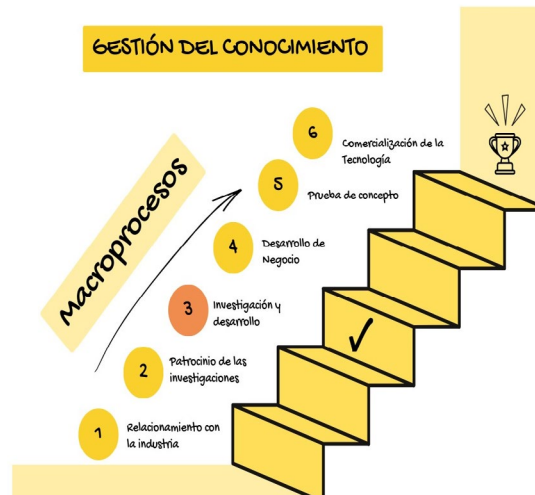 GESTIÓN DEL CONOCIMIENTO
Macroprocesos
6
Comercialización de la
Tecnología
5
Prueba de concepto
4
Desarrollo de
Negocio
3
Investigación y
desarrollo
2
Patrocinio de las
investigaciones
1
Relacionamiento con
la industria